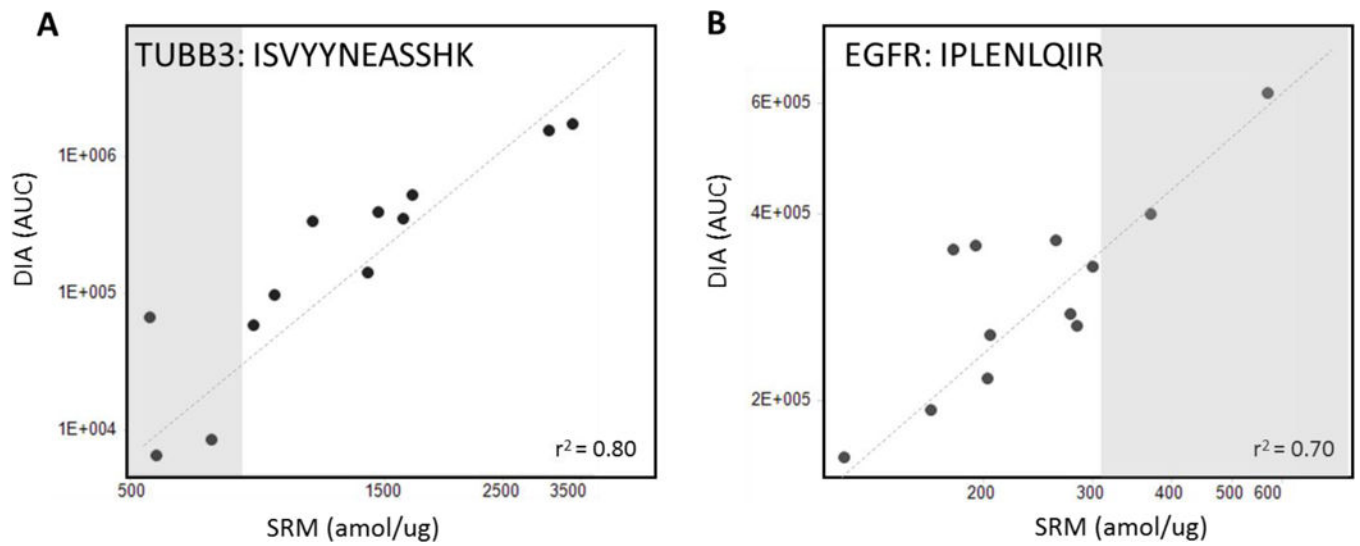 A
TUBB3: ISVYYNEASSHK
DIA (AUC)
1E+006
1E+005
1E+004
500
1500
2500
3500
SRM (amol/ug)
r² = 0.80
B
EGFR: IPLENLQIIR
DIA (AUC)
6E+005
4E+005
2E+005
200
300
400
500
600
SRM (amol/ug)
r² = 0.70